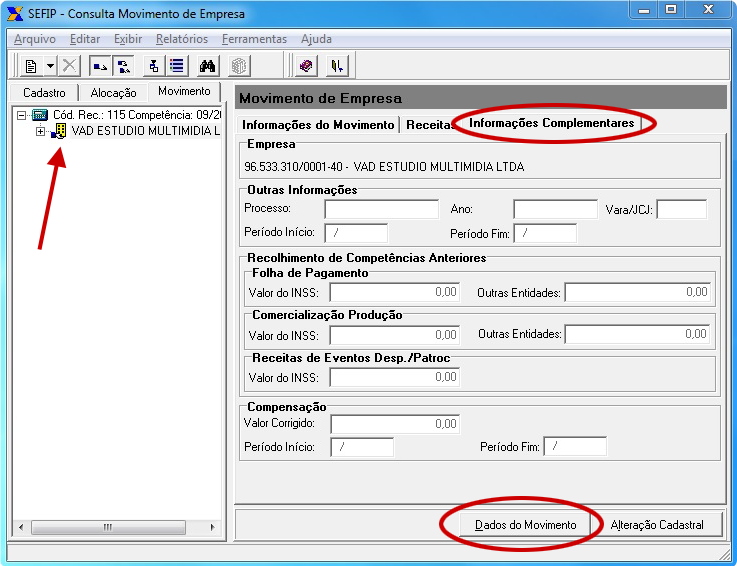 SEFIP - Consulta Movimento de Empresa
Arquivo Editar Exibir Relatórios Ferramentas Ajuda
Cadastro Alocação Movimento
Cód. Rec.: 115 Competência: 09/20
VAD ESTUDIO MULTIMIDIA L
Movimento de Empresa
Informações do Movimento Receitas Informações Complementares
Empresa
96.533.310/0001-40 - VAD ESTUDIO MULTIMIDIA LTDA
Outras Informações
Processo: Ano: Vara/JCJ:
Período Início: / Período Fim: /
Recolhimento de Competências Anteriores
Folha de Pagamento
Valor do INSS: 0,00 Outras Entidades: 0,00
Comercialização Produção
Valor do INSS: 0,00 Outras Entidades: 0,00
Receitas de Eventos Desp./Patroc
Valor do INSS: 0,00
Compensação
Valor Corrigido: 0,00
Período Início: / Período Fim: /
Dados do Movimento Alteração Cadastral